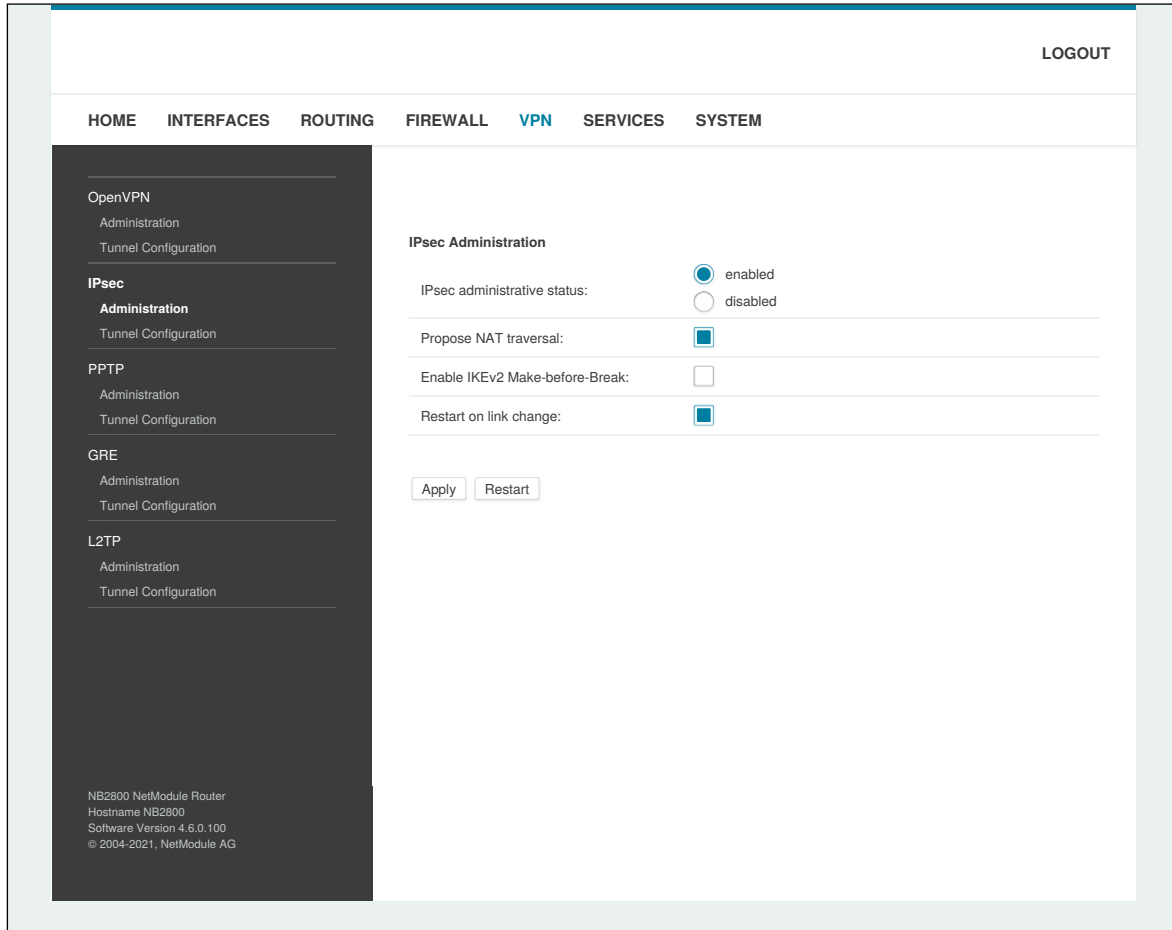 LOGOUT
HOME INTERFACES ROUTING FIREWALL VPN SERVICES SYSTEM
OpenVPN
Administration
Tunnel Configuration
IPsec
Administration
Tunnel Configuration
PPTP
Administration
Tunnel Configuration
GRE
Administration
Tunnel Configuration
L2TP
Administration
Tunnel Configuration
NB2800 NetModule Router
Hostname NB2800
Software Version 4.6.0.100
© 2004-2021, NetModule AG
IPsec Administration
IPsec administrative status:
enabled
disabled
Propose NAT traversal:
Enable IKEv2 Make-before-Break:
Restart on link change:
Apply Restart